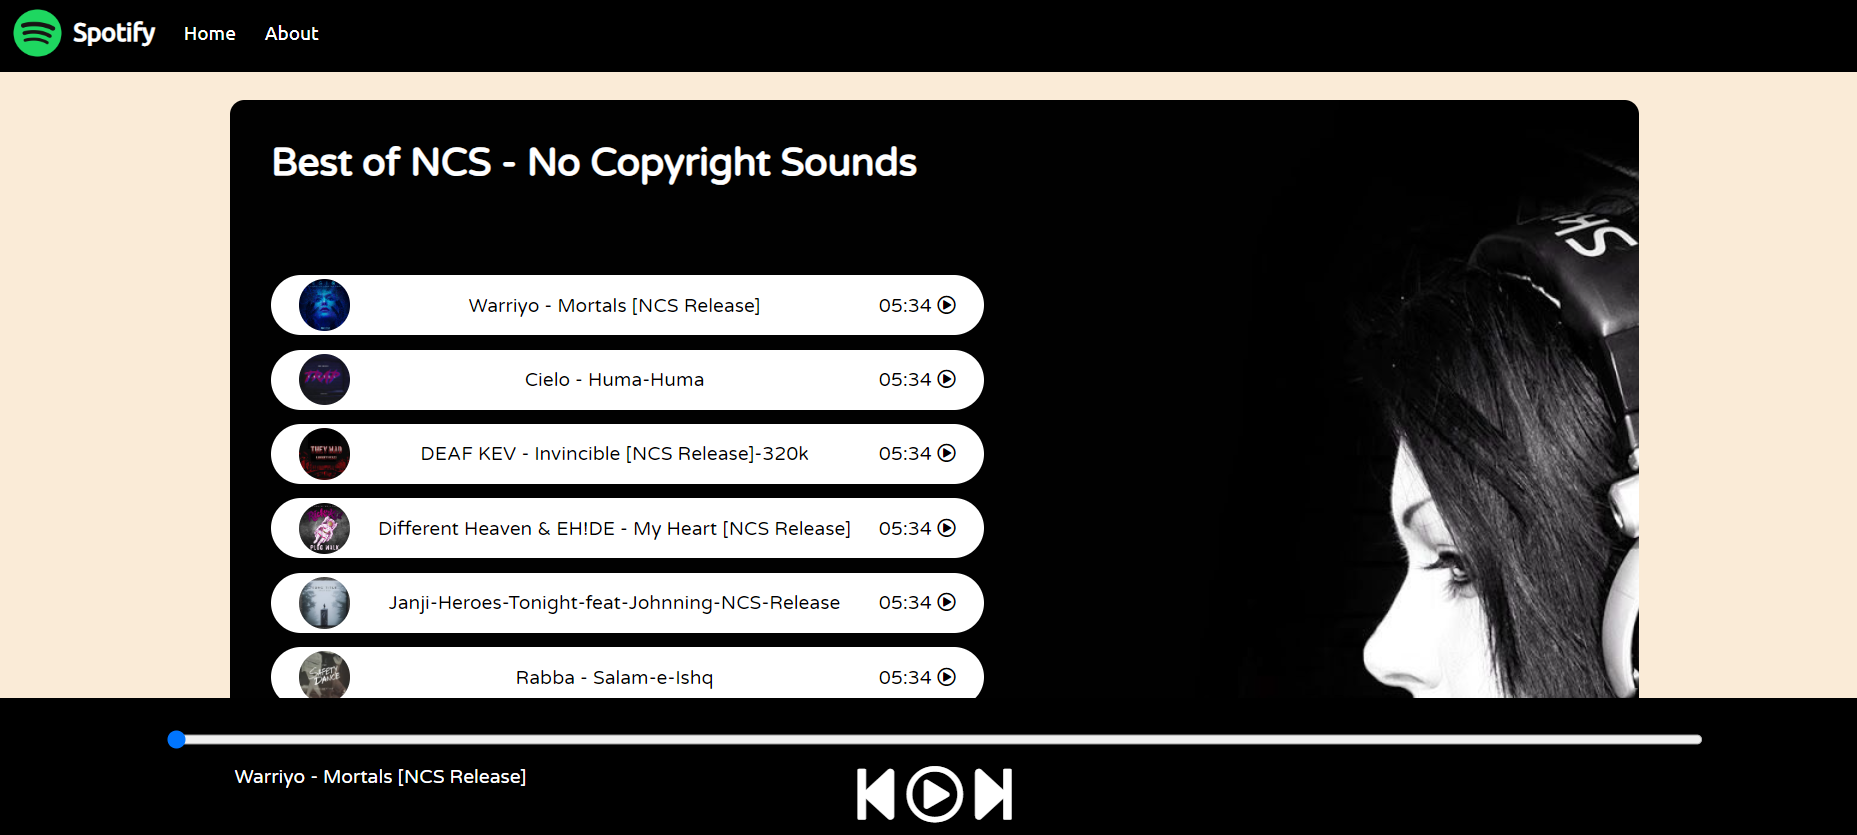 Spotify Home About
Best of NCS - No Copyright Sounds
Warriyo - Mortals [NCS Release] 05:34
Cielo - Huma-Huma 05:34
DEAF KEV - Invincible [NCS Release]-320k 05:34
Different Heaven & EH!DE - My Heart [NCS Release] 05:34
Janji-Heroes-Tonight-feat-Johnning-NCS-Release 05:34
SAFETY DANCE
Rabba - Salam-e-Ishq 05:34
Warriyo - Mortals [NCS Release]